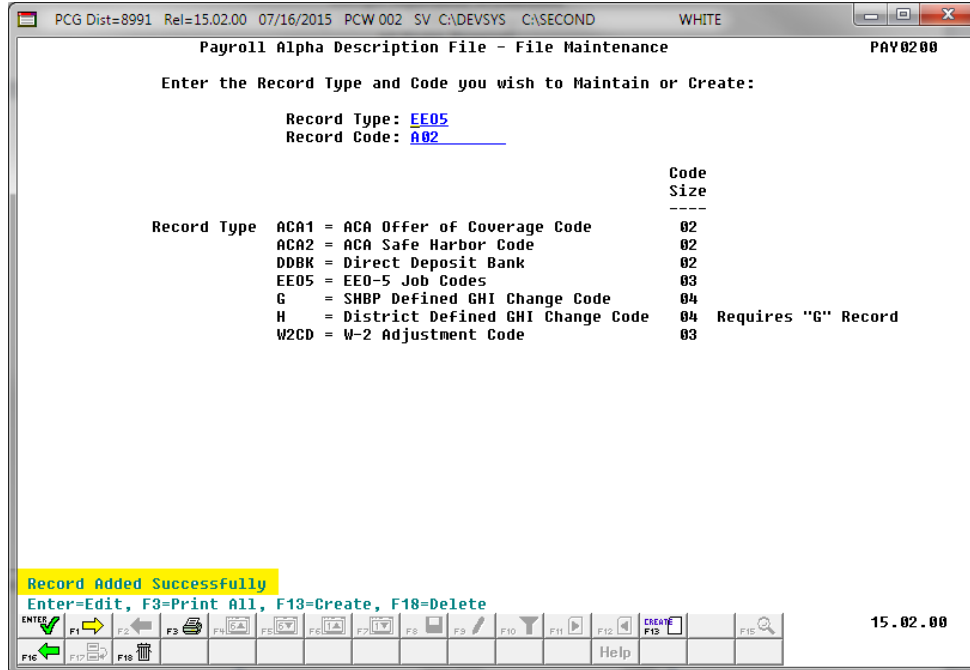 PCG Dist=8991 Rel=15.02.00 07/16/2015 PCW 002 SV C:\DEVSYS C:\SECOND WHITE
Payroll Alpha Description File - File Maintenance PAY0200
Enter the Record Type and Code you wish to Maintain or Create:
Record Type: EEO5
Record Code: A02
Code
Size
----
Record Type ACA1 = ACA Offer of Coverage Code 02
ACA2 = ACA Safe Harbor Code 02
DDBK = Direct Deposit Bank 02
EEO5 = EEO-5 Job Codes 03
G = SHBP Defined GHI Change Code 04
H = District Defined GHI Change Code 04 Requires "G" Record
W2CD = W-2 Adjustment Code 03
Record Added Successfully
Enter=Edit, F3=Print All, F13=Create, F18=Delete
ENTER F1 F2 F3 F4 6▲ F5 6▼ F6 1▲ F7 1▼ F8 F9 F10 F11 F12 CREATE F13 F15 15.02.00
F16 F17 F18 Help